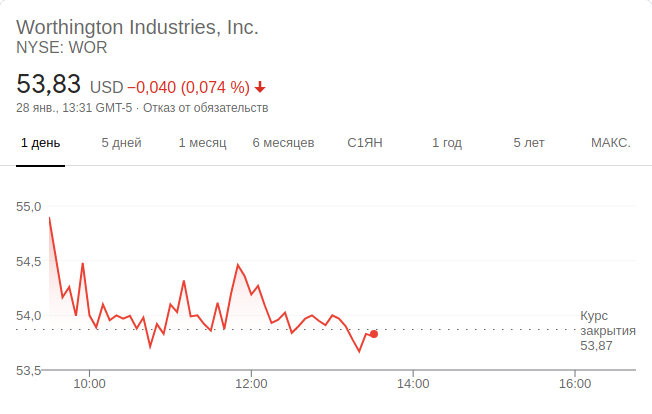 Worthington Industries, Inc.
NYSE: WOR
53,83 USD −0,040 (0,074 %)
28 янв., 13:31 GMT-5 · Отказ от обязательств
1 день 5 дней 1 месяц 6 месяцев С1ЯН 1 год 5 лет МАКС.
55,0
54,5
54,0
53,5
Курс
закрытия
53,87
10:00 12:00 14:00 16:00